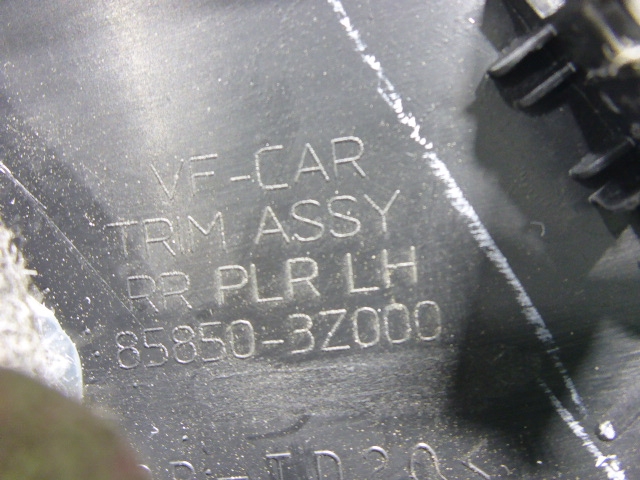 VF-CAR
TRIM ASSY
RR PLR LH
85850-3Z000